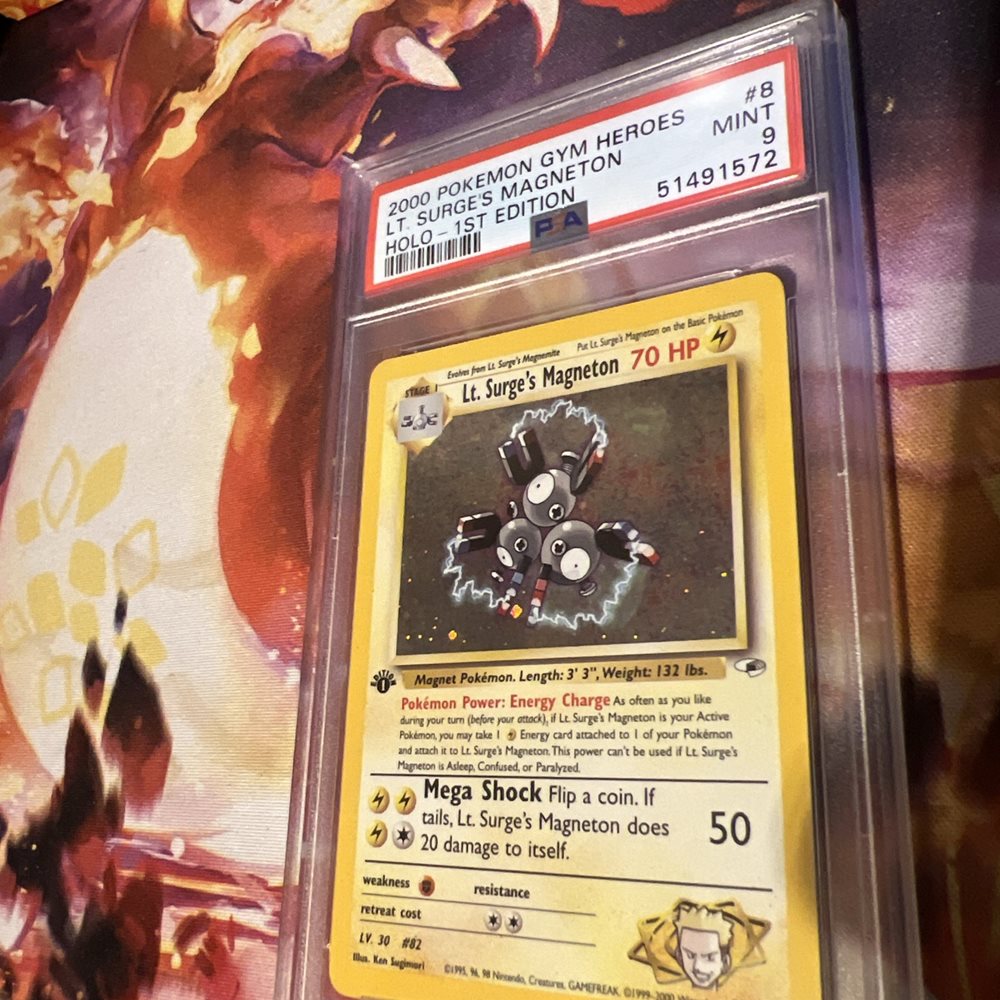 2000 POKEMON GYM HEROES #8
LT. SURGE'S MAGNETON MINT
HOLO - 1ST EDITION 9
51491572
PSA
Evolves from Lt. Surge's Magnemite Put Lt. Surge's Magneton on the Basic Pokémon
STAGE 1
Lt. Surge's Magneton 70 HP
EDITION
1
Magnet Pokémon. Length: 3' 3", Weight: 132 lbs.
Pokémon Power: Energy Charge As often as you like
during your turn (before your attack), if Lt. Surge's Magneton is your Active
Pokémon, you may take 1 Energy card attached to 1 of your Pokémon
and attach it to Lt. Surge's Magneton. This power can't be used if Lt. Surge's
Magneton is Asleep, Confused, or Paralyzed.
Mega Shock Flip a coin. If
tails, Lt. Surge's Magneton does
20 damage to itself.
50
weakness resistance
retreat cost
LV. 30 #82
Illus. Ken Sugimori
©1995, 96, 98 Nintendo, Creatures, GAMEFREAK. ©1999-2000